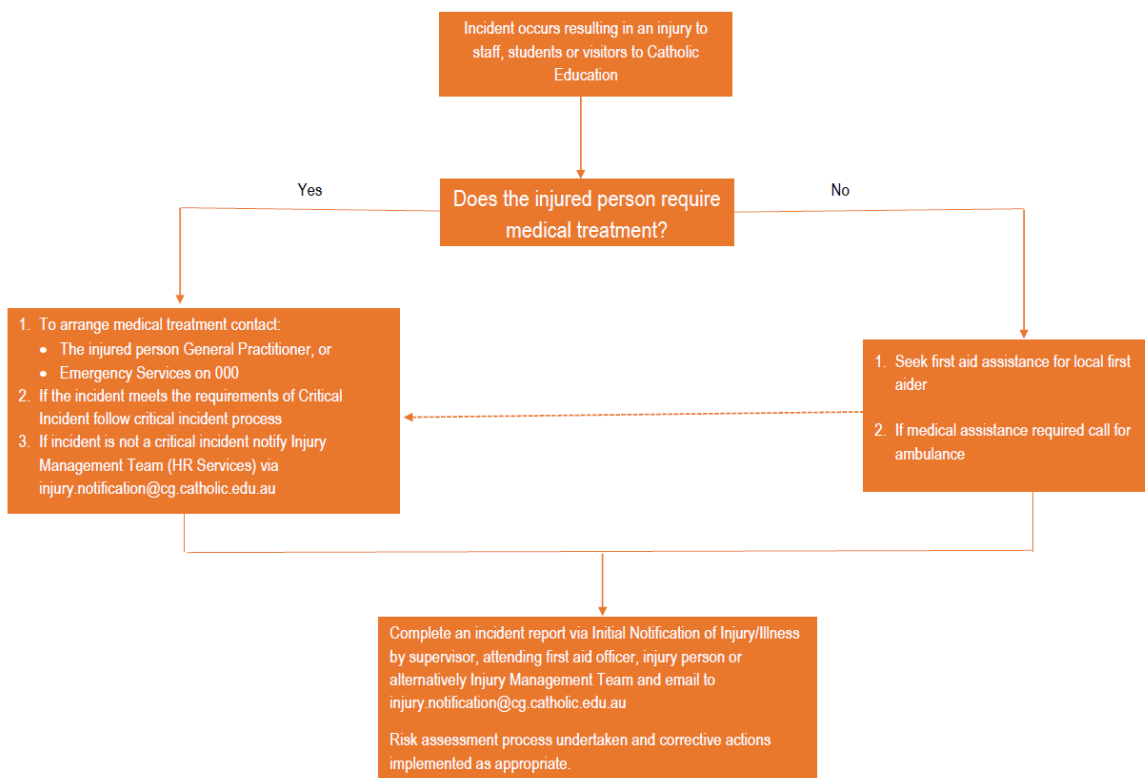 Incident occurs resulting in an injury to
staff, students or visitors to Catholic
Education
Yes
Does the injured person require
medical treatment?
No
1. To arrange medical treatment contact:
• The injured person General Practitioner, or
• Emergency Services on 000
2. If the incident meets the requirements of Critical
Incident follow critical incident process
3. If incident is not a critical incident notify Injury
Management Team (HR Services) via
injury.notification@cg.catholic.edu.au
1. Seek first aid assistance for local first
aider
2. If medical assistance required call for
ambulance
Complete an incident report via Initial Notification of Injury/Illness
by supervisor, attending first aid officer, injury person or
alternatively Injury Management Team and email to
injury.notification@cg.catholic.edu.au
Risk assessment process undertaken and corrective actions
implemented as appropriate.